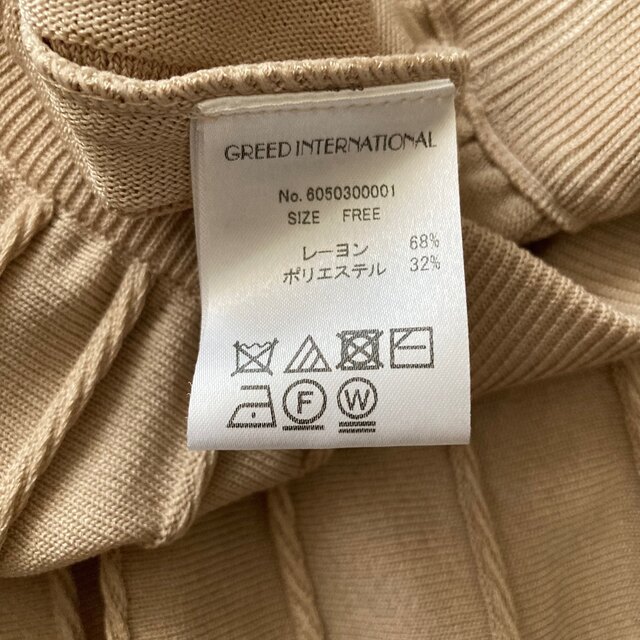 GREED INTERNATIONAL
No. 6050300001
SIZE FREE
レーヨン 68%
ポリエステル 32%
F W